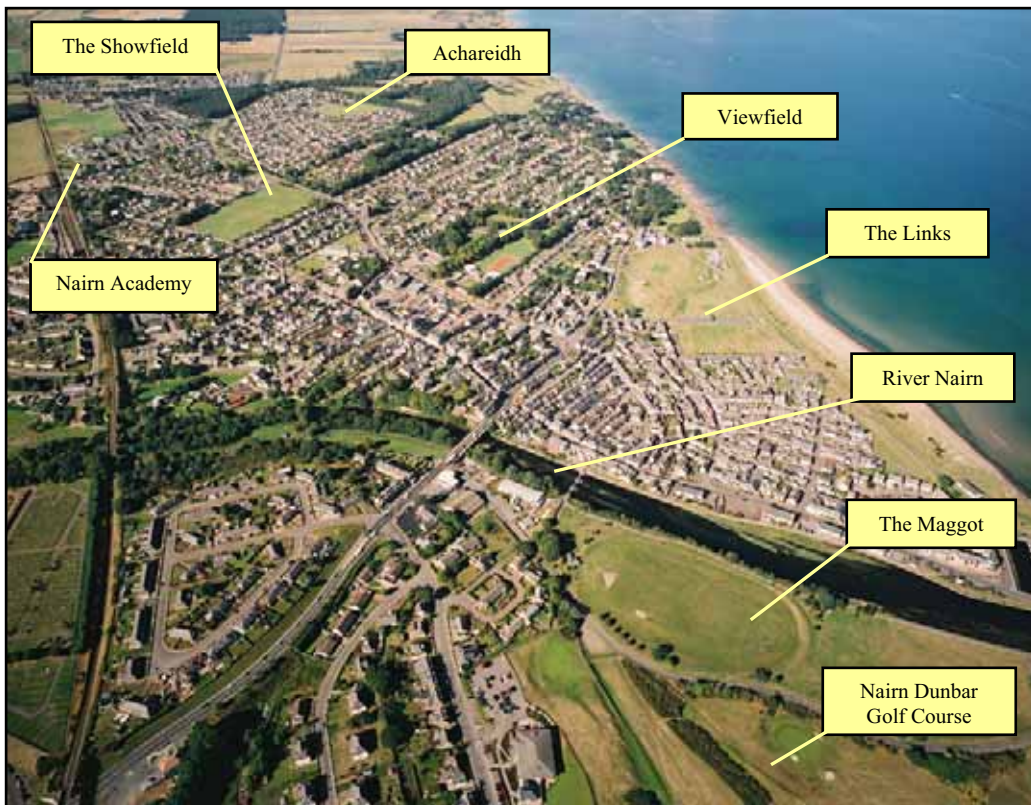 The Showfield
Achareidh
Viewfield
The Links
Nairn Academy
River Nairn
The Maggot
Nairn Dunbar
Golf Course